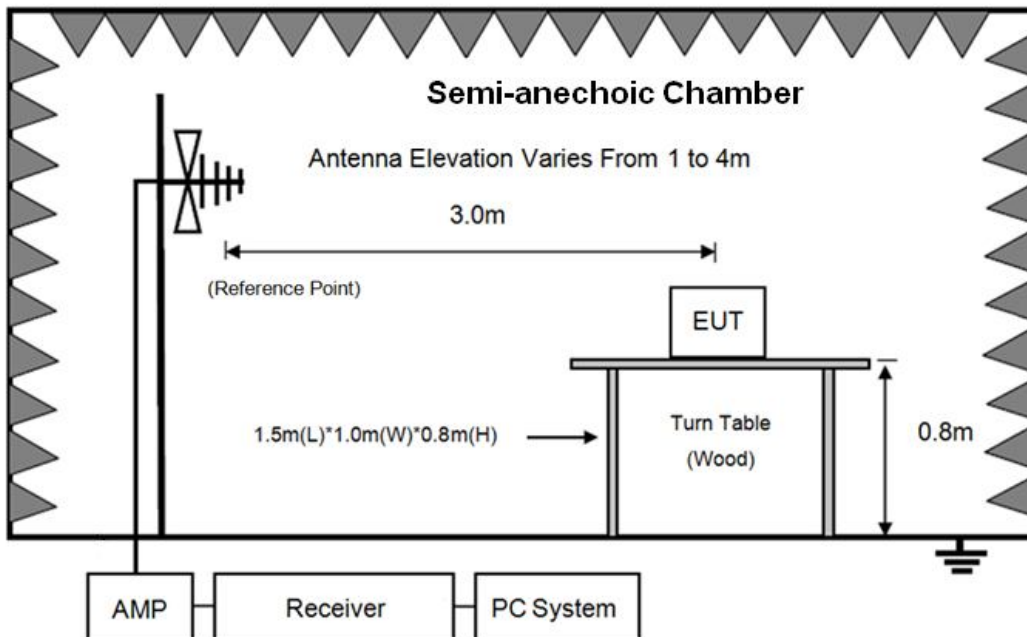 Semi-anechoic Chamber
Antenna Elevation Varies From 1 to 4m
3.0m
(Reference Point)
EUT
1.5m(L)*1.0m(W)*0.8m(H)
Turn Table
(Wood)
0.8m
AMP
Receiver
PC System